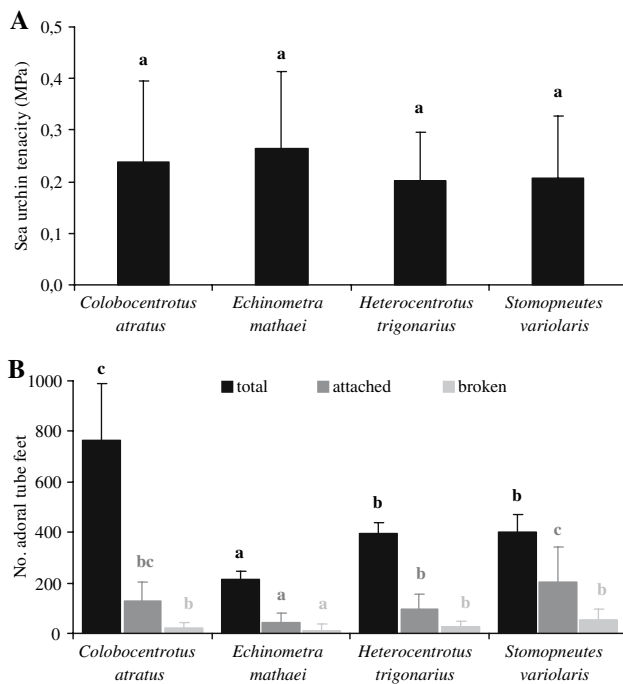 A
Sea urchin tenacity (MPa)
0,5
0,4
0,3
0,2
0,1
0,0
a a a a
Colobocentrotus atratus
Echinometra mathaei
Heterocentrotus trigonarius
Stomopneutes variolaris
B
No. adoral tube feet
1000
800
600
400
200
0
total attached broken
c bc b
a a a
b b b
b c b
Colobocentrotus atratus
Echinometra mathaei
Heterocentrotus trigonarius
Stomopneutes variolaris